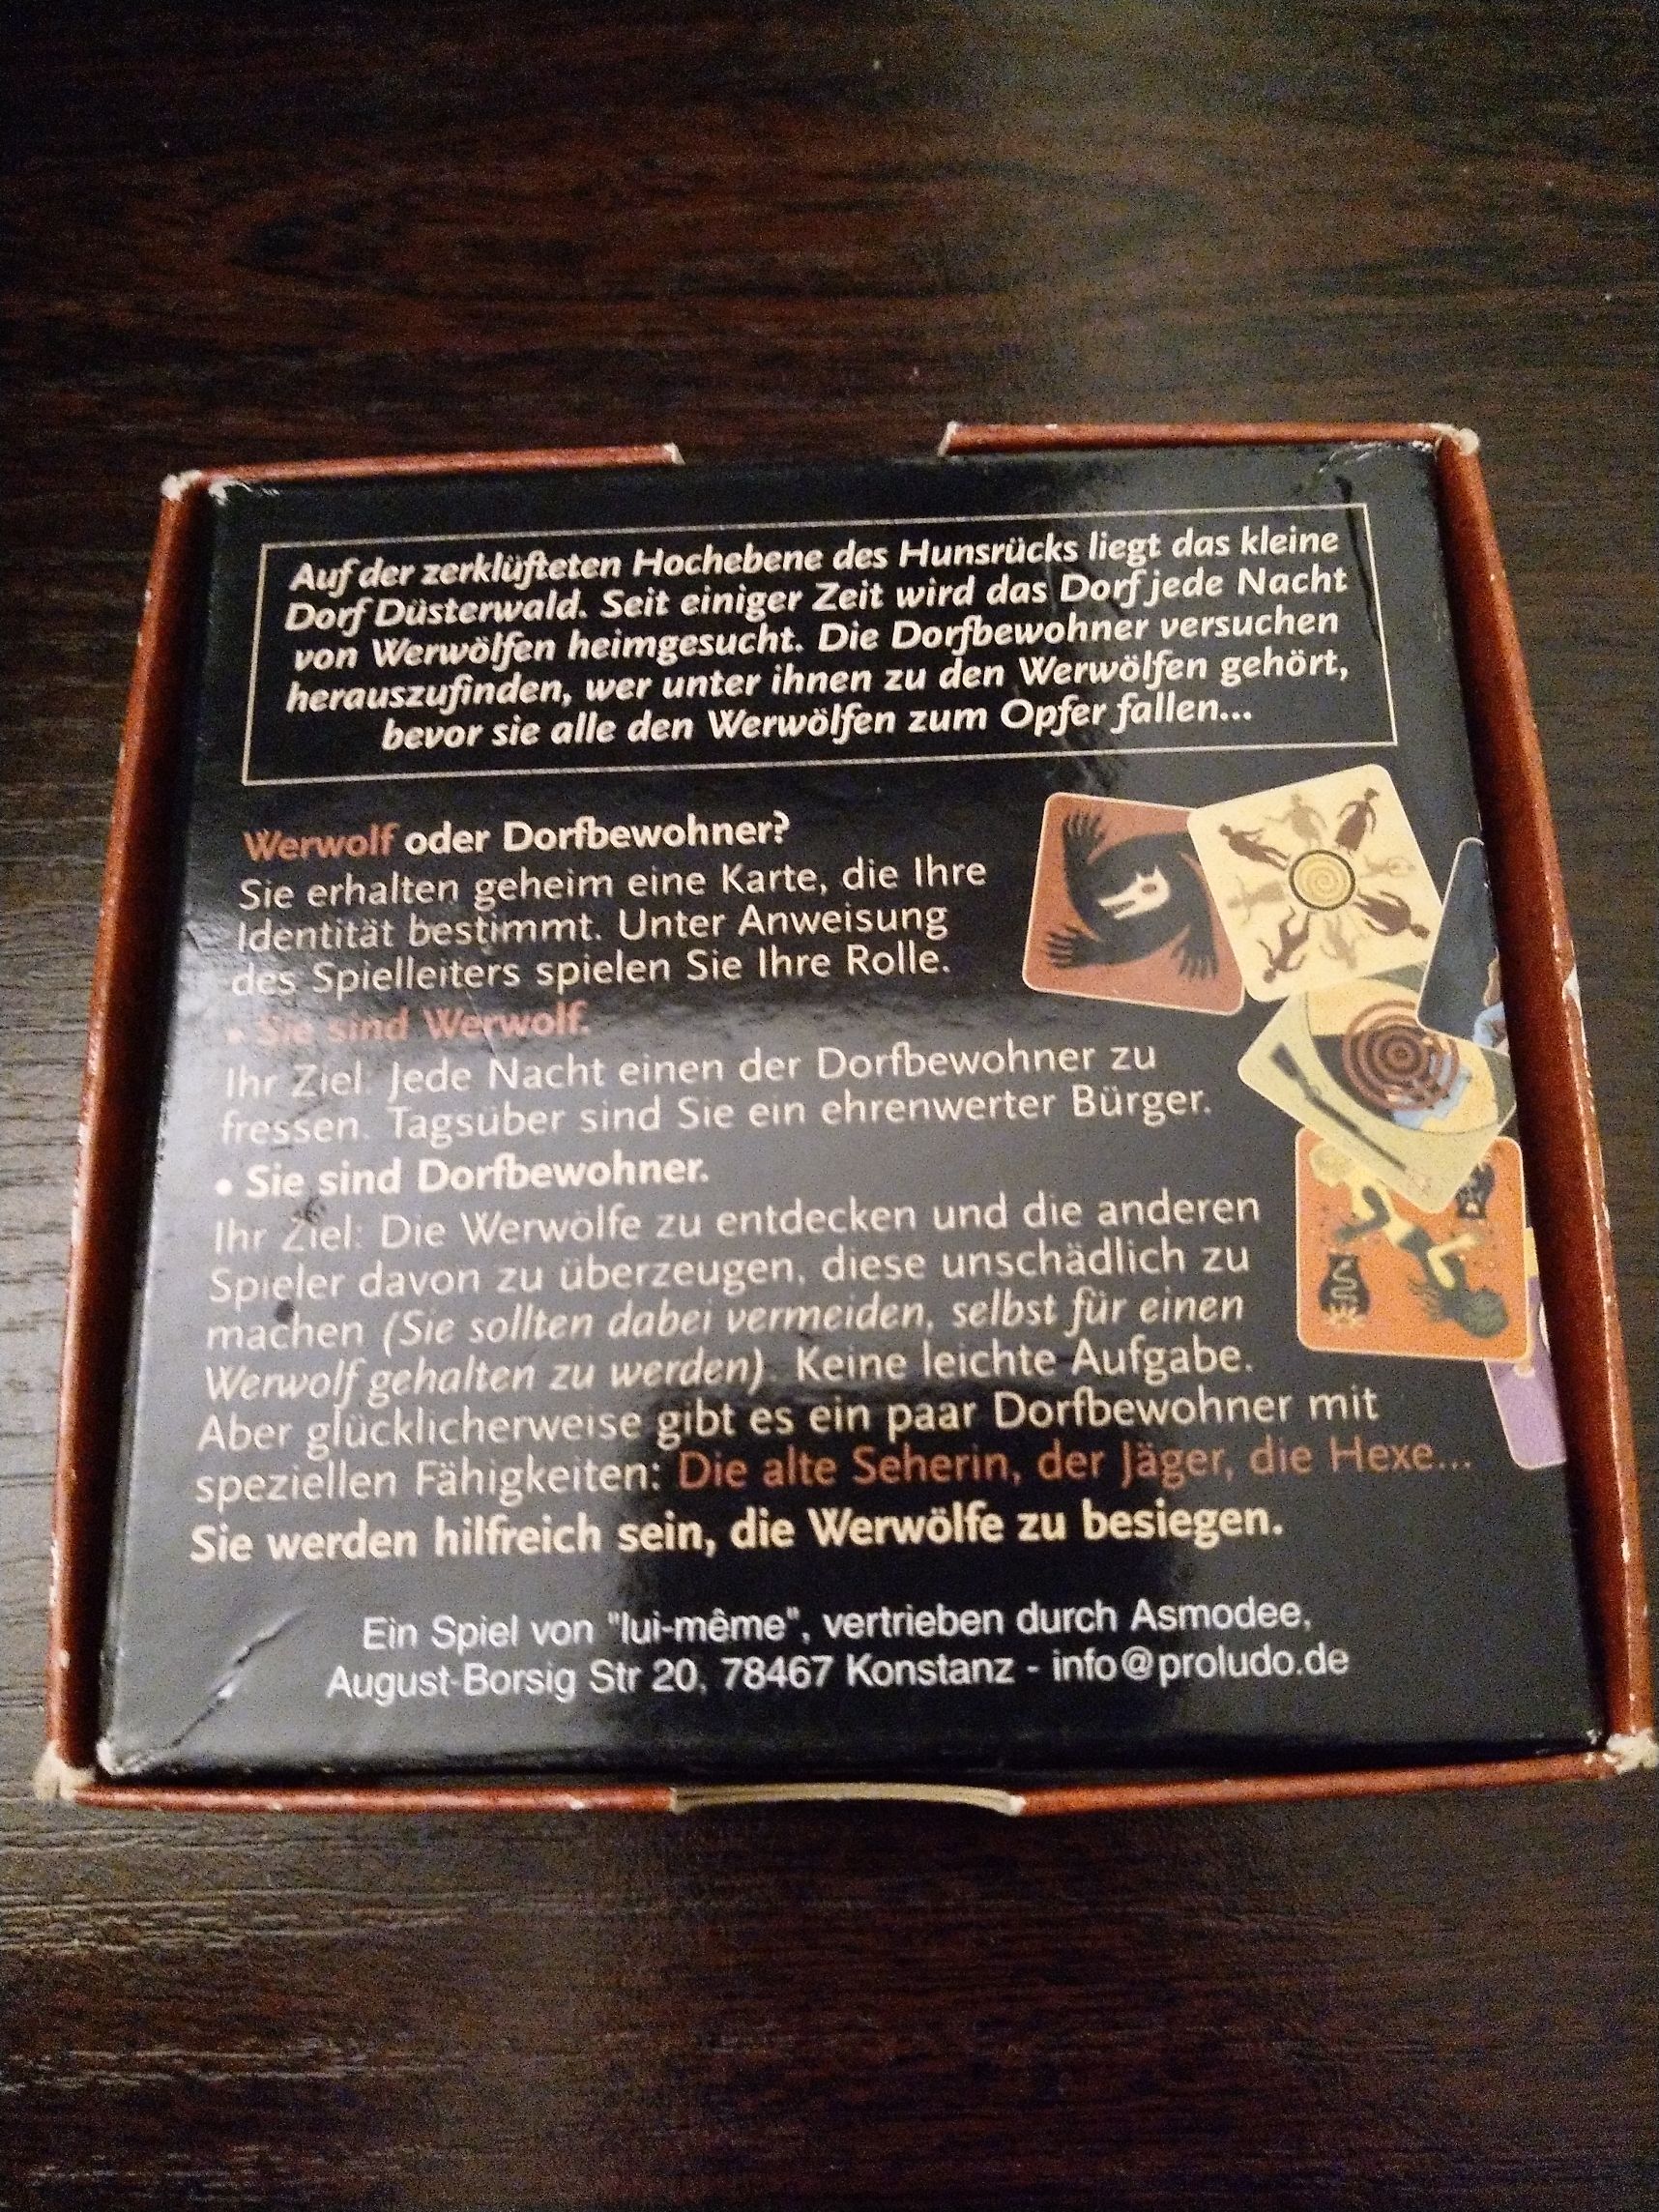 Auf der zerklüfteten Hochebene des Hunsrücks liegt das kleine
Dorf Düsterwald. Seit einiger Zeit wird das Dorf jede Nacht
von Werwölfen heimgesucht. Die Dorfbewohner versuchen
herauszufinden, wer unter ihnen zu den Werwölfen gehört,
bevor sie alle den Werwölfen zum Opfer fallen...
Werwolf oder Dorfbewohner?
Sie erhalten geheim eine Karte, die Ihre
Identität bestimmt. Unter Anweisung
des Spielleiters spielen Sie Ihre Rolle.
• Sie sind Werwolf.
Ihr Ziel: Jede Nacht einen der Dorfbewohner zu
fressen. Tagsüber sind Sie ein ehrenwerter Bürger.
• Sie sind Dorfbewohner.
Ihr Ziel: Die Werwölfe zu entdecken und die anderen
Spieler davon zu überzeugen, diese unschädlich zu
machen (Sie sollten dabei vermeiden, selbst für einen
Werwolf gehalten zu werden). Keine leichte Aufgabe.
Aber glücklicherweise gibt es ein paar Dorfbewohner mit
speziellen Fähigkeiten: Die alte Seherin, der Jäger, die Hexe...
Sie werden hilfreich sein, die Werwölfe zu besiegen.
Ein Spiel von "lui-même", vertrieben durch Asmodee,
August-Borsig Str 20, 78467 Konstanz - info@proludo.de